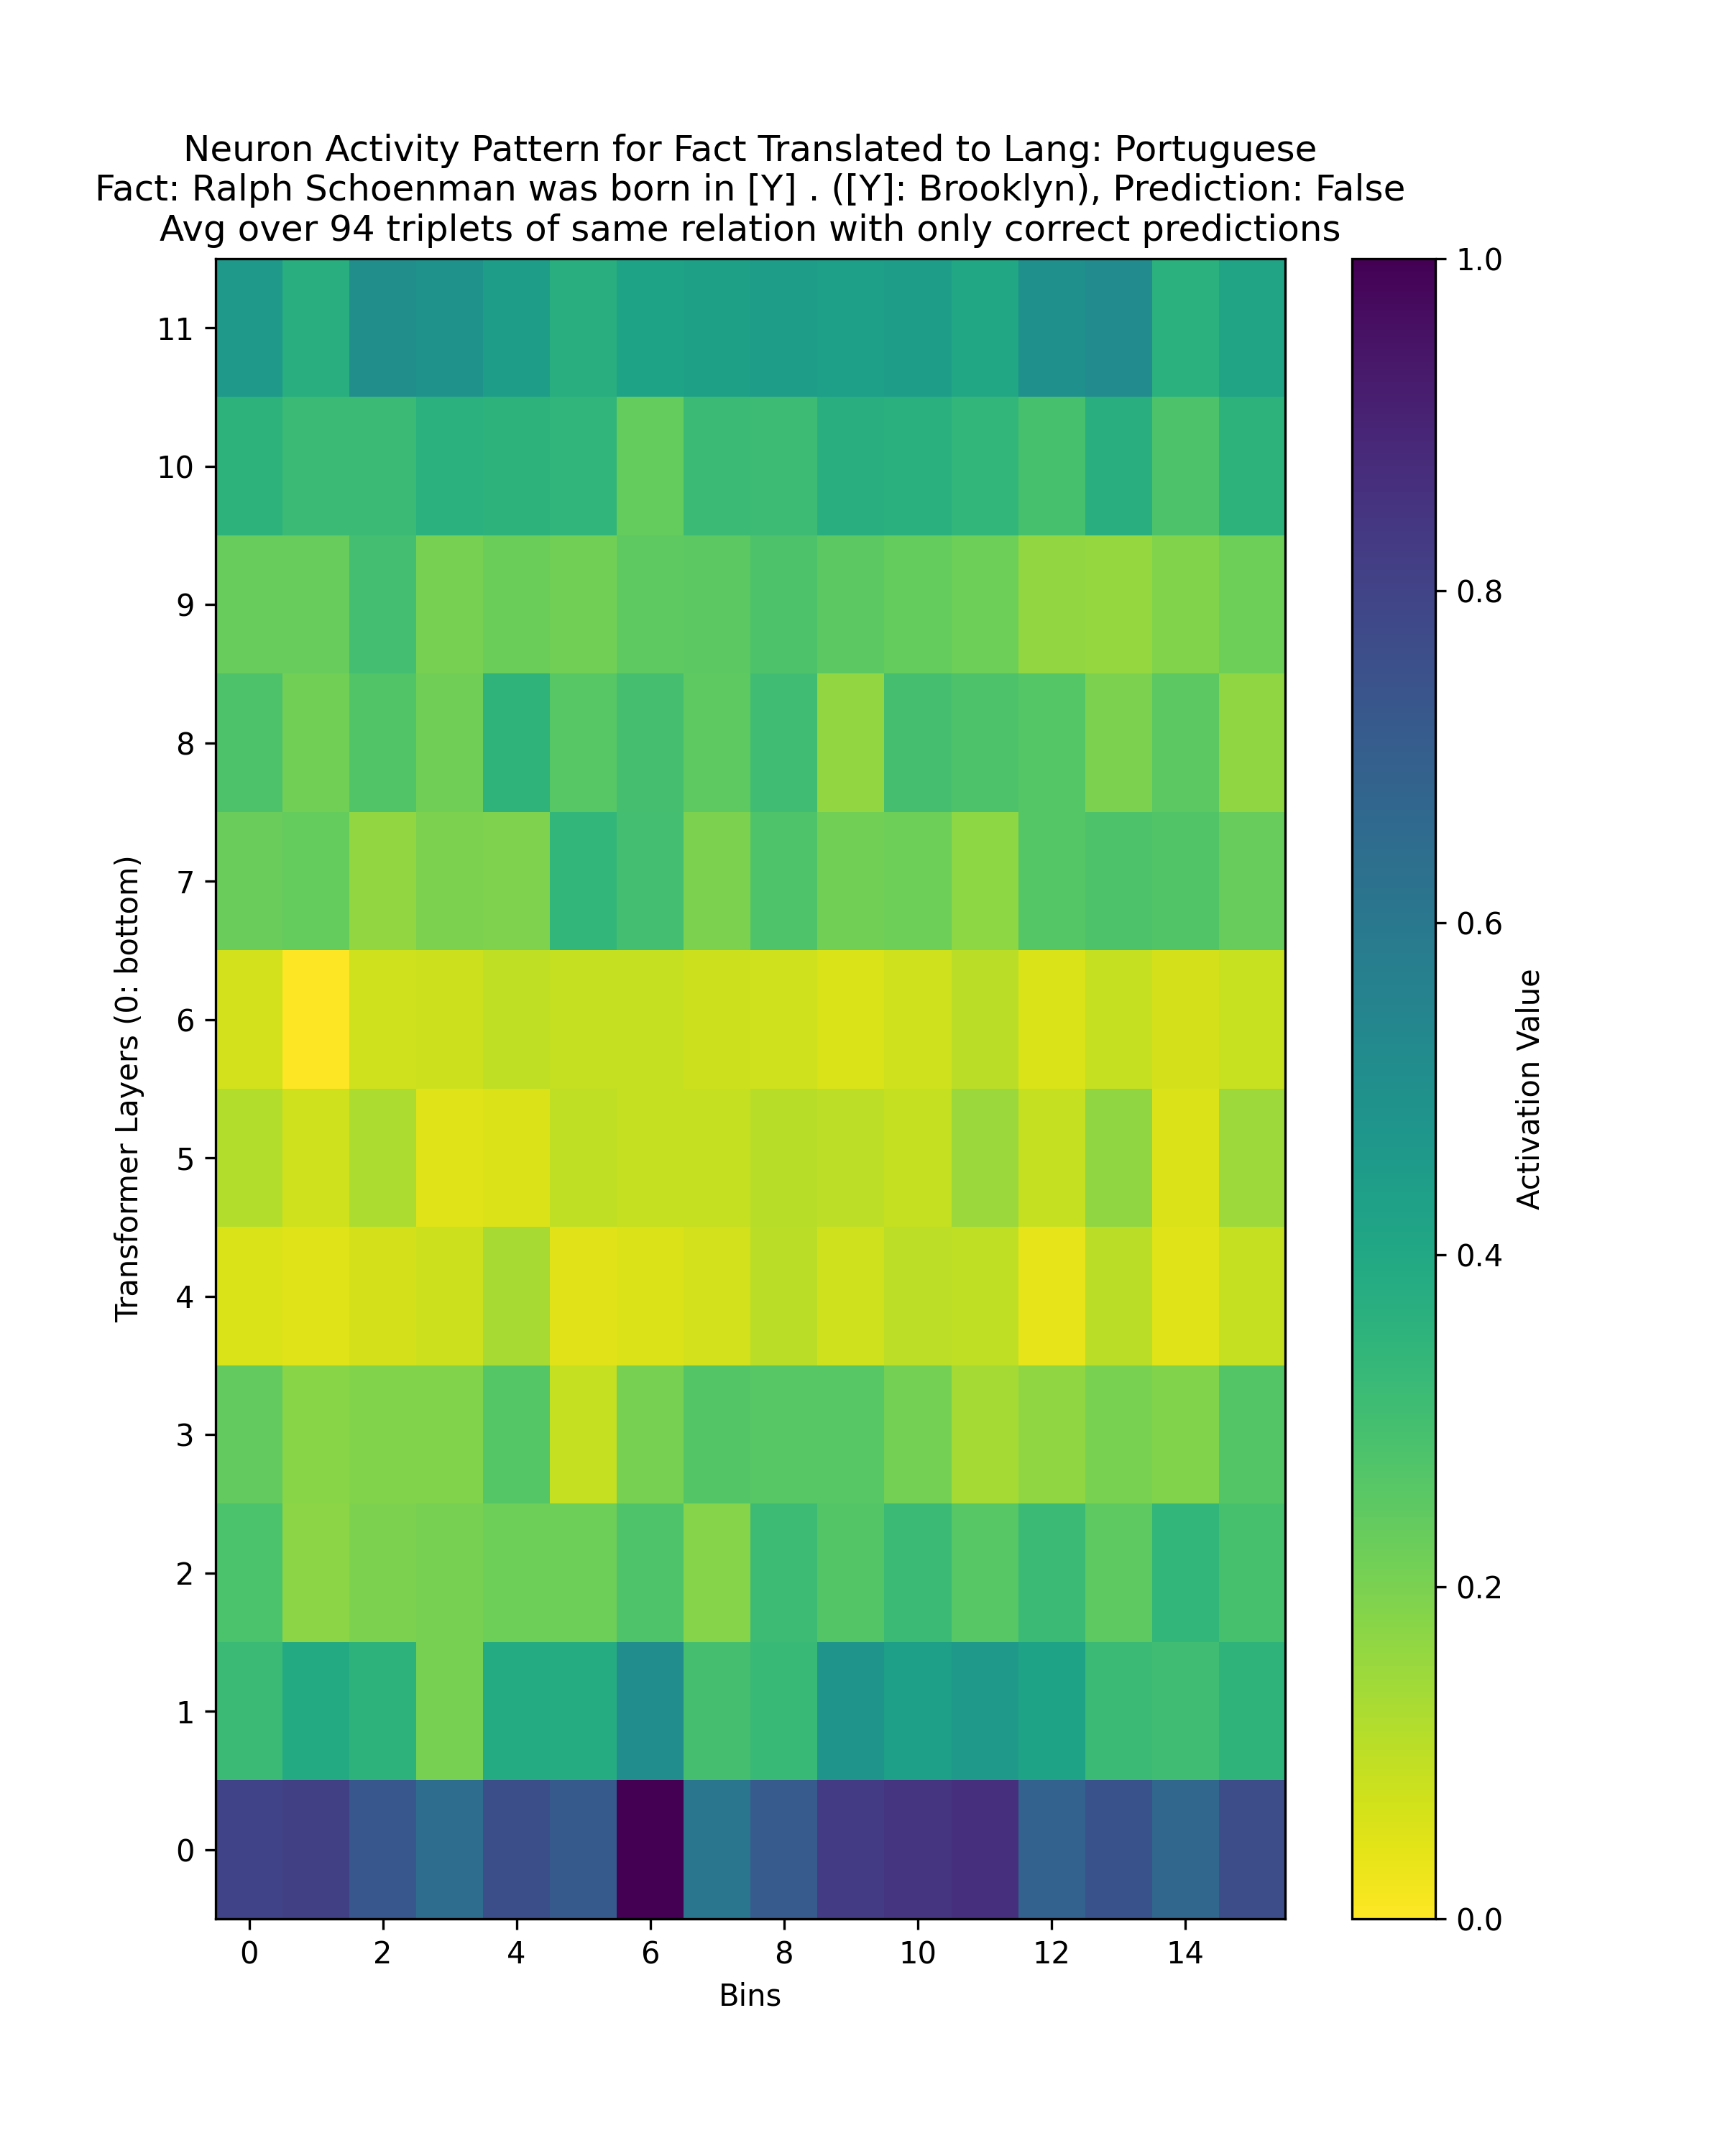 Neuron Activity Pattern for Fact Translated to Lang: Portuguese
Fact: Ralph Schoenman was born in [Y] . ([Y]: Brooklyn), Prediction: False
Avg over 94 triplets of same relation with only correct predictions
Transformer Layers (0: bottom)
11
10
9
8
7
6
5
4
3
2
1
0
0 2 4 6 8 10 12 14
Bins
1.0
0.8
0.6
0.4
0.2
0.0
Activation Value